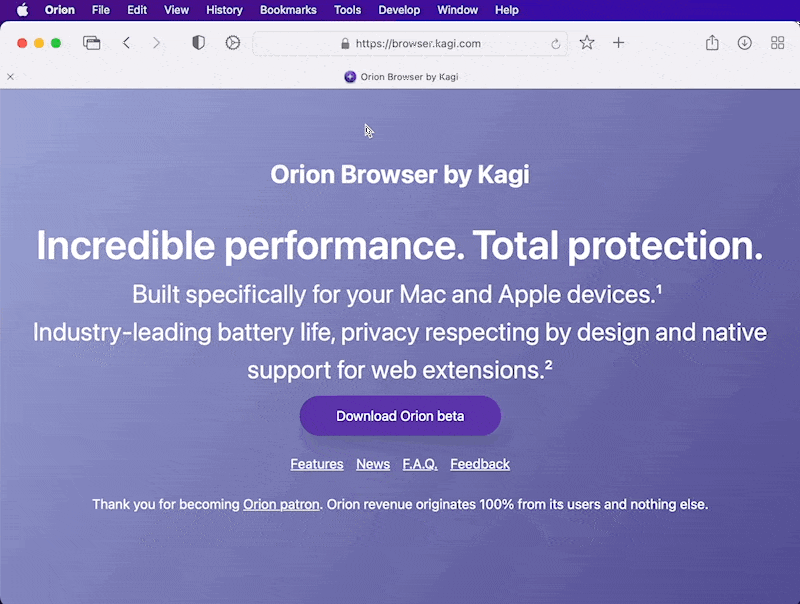 Orion File Edit View History Bookmarks Tools Develop Window Help
https://browser.kagi.com
Orion Browser by Kagi
Orion Browser by Kagi
Incredible performance. Total protection.
Built specifically for your Mac and Apple devices.¹
Industry-leading battery life, privacy respecting by design and native
support for web extensions.²
Download Orion beta
Features News F.A.Q. Feedback
Thank you for becoming Orion patron. Orion revenue originates 100% from its users and nothing else.